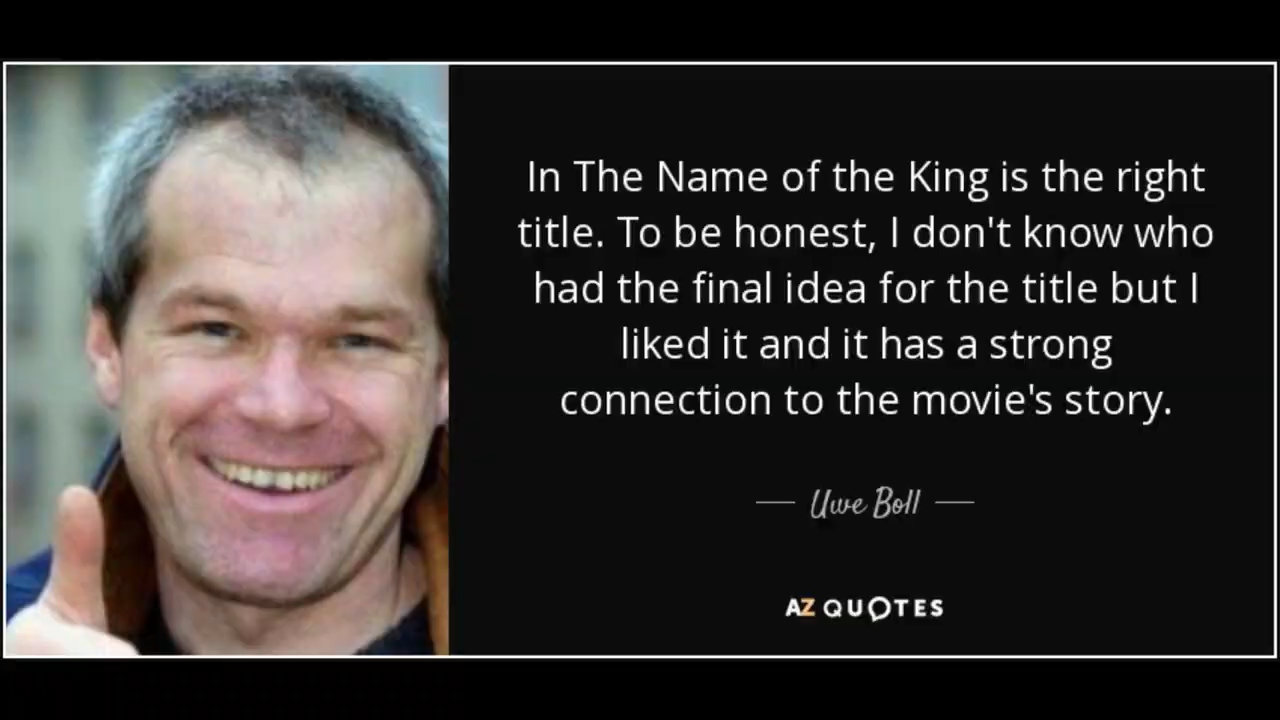 In The Name of the King is the right
title. To be honest, I don't know who
had the final idea for the title but I
liked it and it has a strong
connection to the movie's story.
Uwe Boll
AZ QUOTES